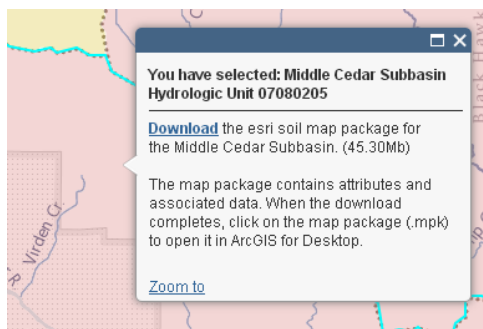 You have selected: Middle Cedar Subbasin
Hydrologic Unit 07080205
Download the esri soil map package for
the Middle Cedar Subbasin. (45.30Mb)
The map package contains attributes and
associated data. When the download
completes, click on the map package (.mpk)
to open it in ArcGIS for Desktop.
Zoom to
Virden Cr.
R.
Black Hawk